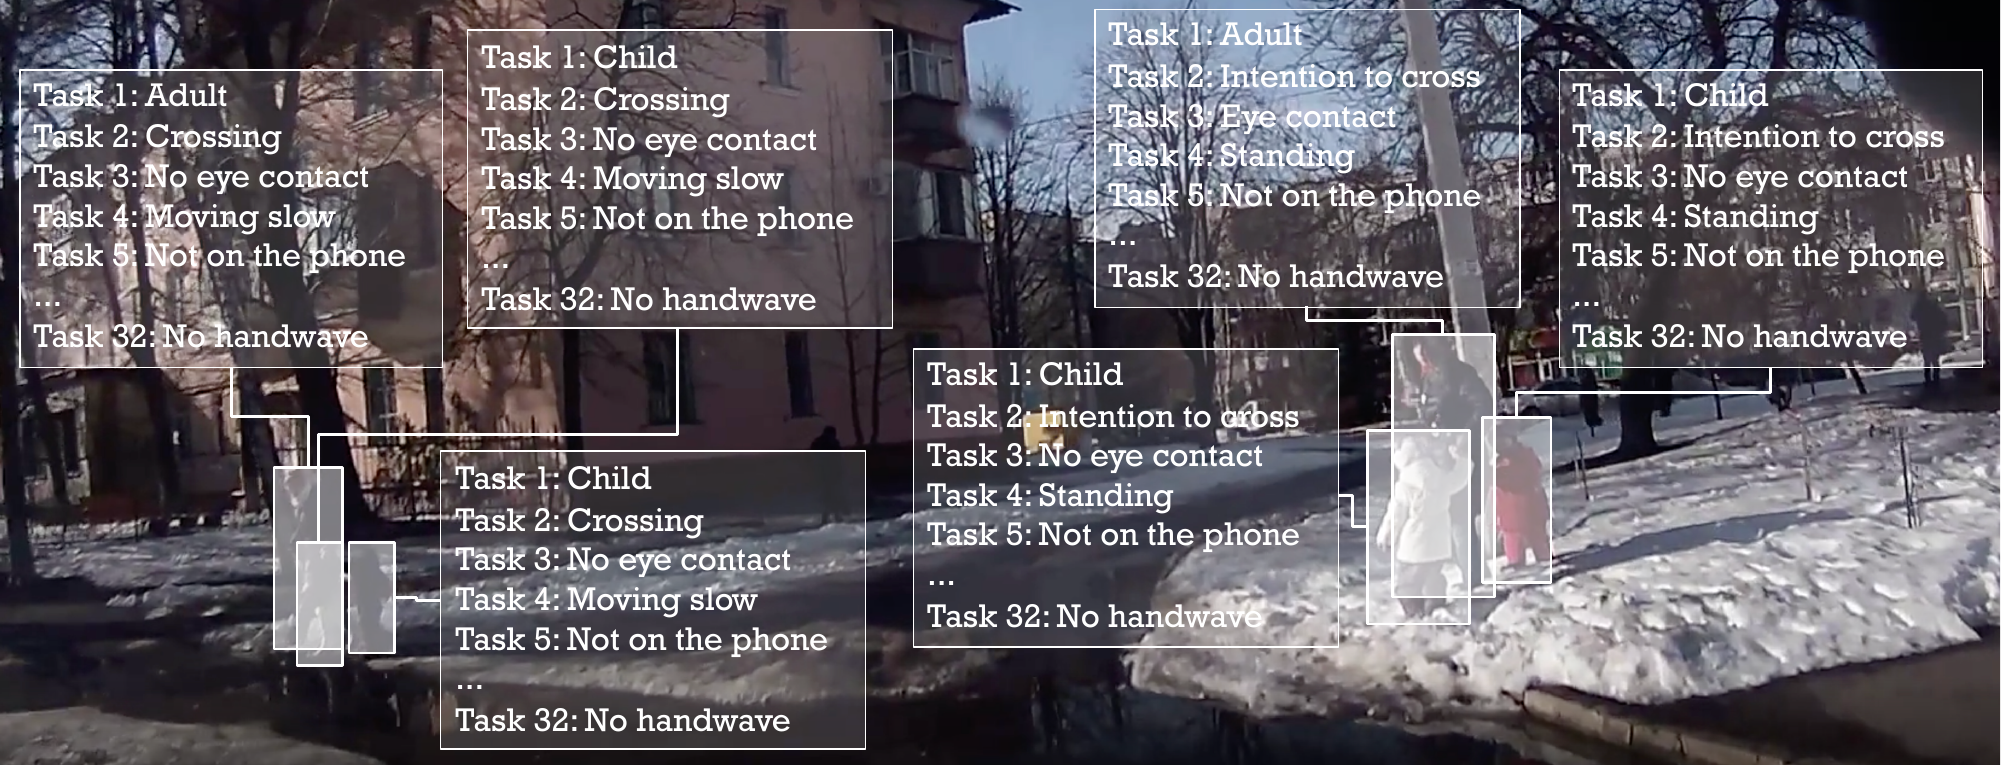 Task 1: Adult
Task 2: Crossing
Task 3: No eye contact
Task 4: Moving slow
Task 5: Not on the phone
...
Task 32: No handwave
Task 1: Child
Task 2: Crossing
Task 3: No eye contact
Task 4: Moving slow
Task 5: Not on the phone
...
Task 32: No handwave
Task 1: Adult
Task 2: Intention to cross
Task 3: Eye contact
Task 4: Standing
Task 5: Not on the phone
...
Task 32: No handwave
Task 1: Child
Task 2: Intention to cross
Task 3: No eye contact
Task 4: Standing
Task 5: Not on the phone
...
Task 32: No handwave
Task 1: Child
Task 2: Crossing
Task 3: No eye contact
Task 4: Moving slow
Task 5: Not on the phone
...
Task 32: No handwave
Task 1: Child
Task 2: Intention to cross
Task 3: No eye contact
Task 4: Standing
Task 5: Not on the phone
...
Task 32: No handwave